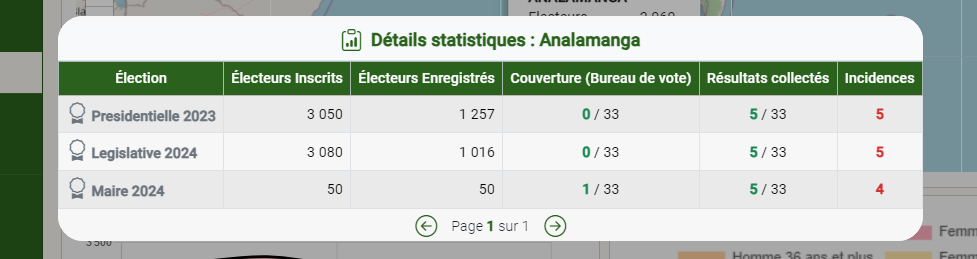 ANALAMANGA
Electeurs
Détails statistiques : Analamanga
Élection Électeurs Inscrits Électeurs Enregistrés Couverture (Bureau de vote) Résultats collectés Incidences
Presidentielle 2023 3 050 1 257 0 / 33 5 / 33 5
Legislative 2024 3 080 1 016 0 / 33 5 / 33 5
Maire 2024 50 50 1 / 33 5 / 33 4
Page 1 sur 1
3 500
Femm
Homme 36 ans et plus Femm